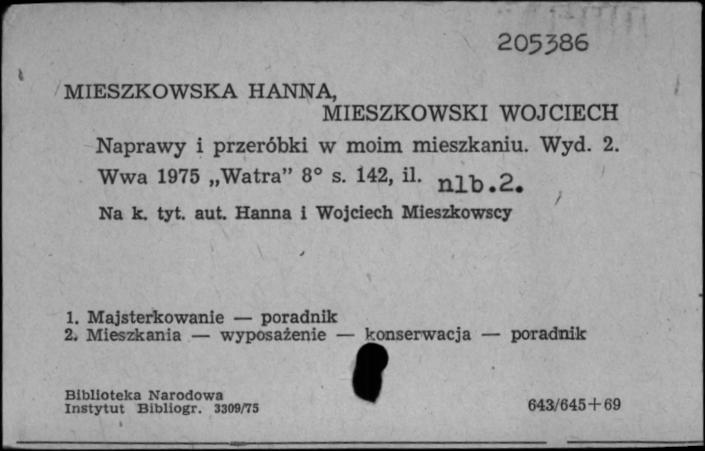 205386
MIESZKOWSKA HANNA,
MIESZKOWSKI WOJCIECH
Naprawy i przeróbki w moim mieszkaniu. Wyd. 2.
Wwa 1975 „Watra” 8° s. 142, il. nlb.2.
Na k. tyt. aut. Hanna i Wojciech Mieszkowscy
1. Majsterkowanie — poradnik
2. Mieszkania — wyposażenie — konserwacja — poradnik
Biblioteka Narodowa
Instytut Bibliogr. 3309/75
643/645+69